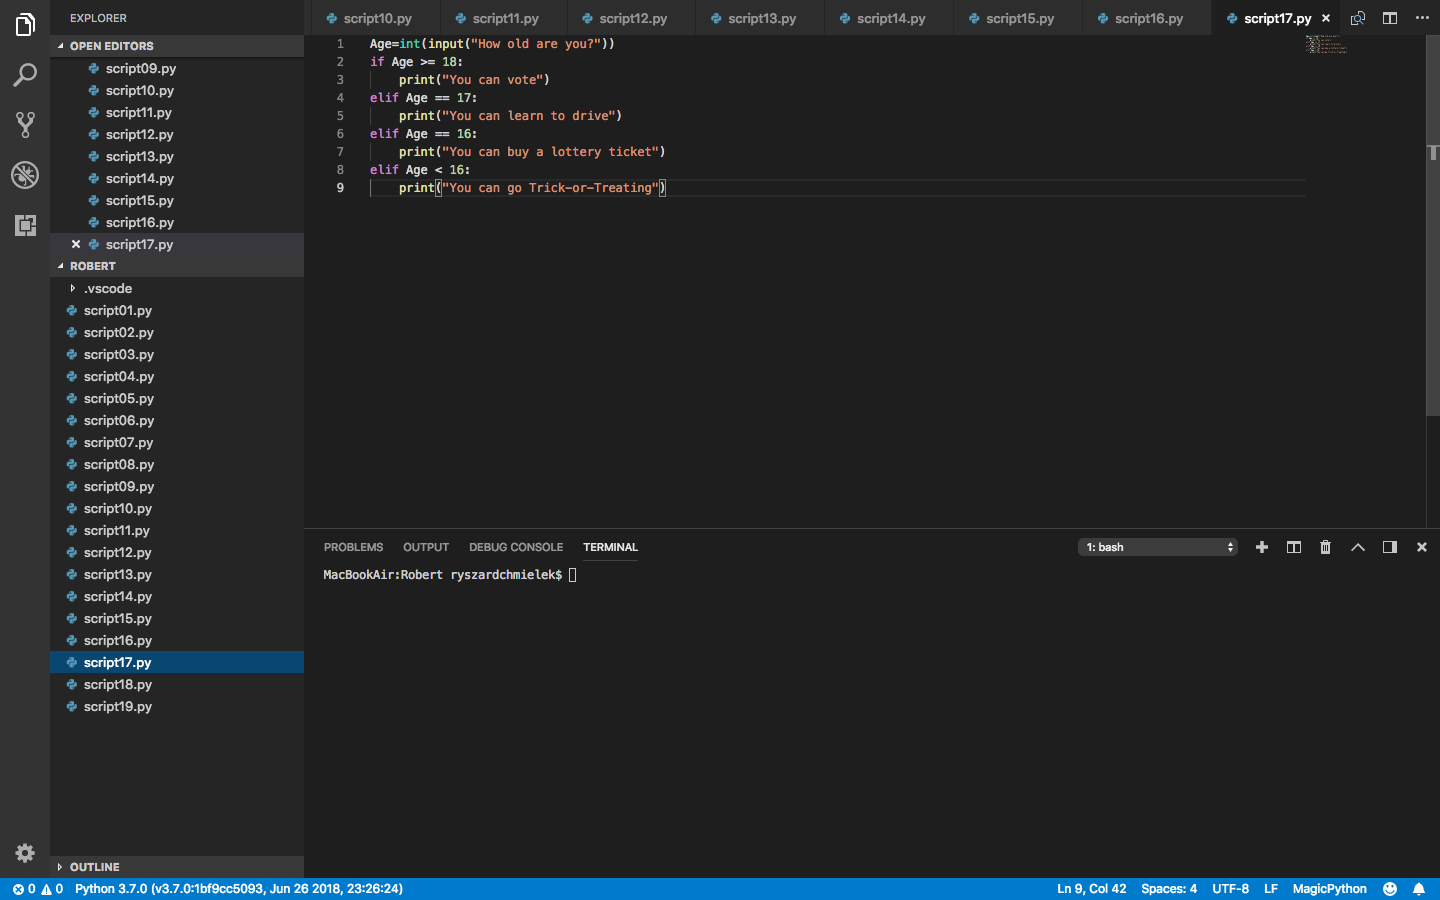 EXPLORER
OPEN EDITORS
script09.py
script10.py
script11.py
script12.py
script13.py
script14.py
script15.py
script16.py
script17.py
ROBERT
.vscode
script01.py
script02.py
script03.py
script04.py
script05.py
script06.py
script07.py
script08.py
script09.py
script10.py
script11.py
script12.py
script13.py
script14.py
script15.py
script16.py
script17.py
script18.py
script19.py
OUTLINE
script10.py script11.py script12.py script13.py script14.py script15.py script16.py script17.py
1 Age=int(input("How old are you?"))
2 if Age >= 18:
3     print("You can vote")
4 elif Age == 17:
5     print("You can learn to drive")
6 elif Age == 16:
7     print("You can buy a lottery ticket")
8 elif Age < 16:
9     print("You can go Trick-or-Treating")
PROBLEMS OUTPUT DEBUG CONSOLE TERMINAL 1: bash
MacBookAir:Robert ryszardchmielek$
0 0 Python 3.7.0 (v3.7.0:1bf9cc5093, Jun 26 2018, 23:26:24) Ln 9, Col 42 Spaces: 4 UTF-8 LF MagicPython